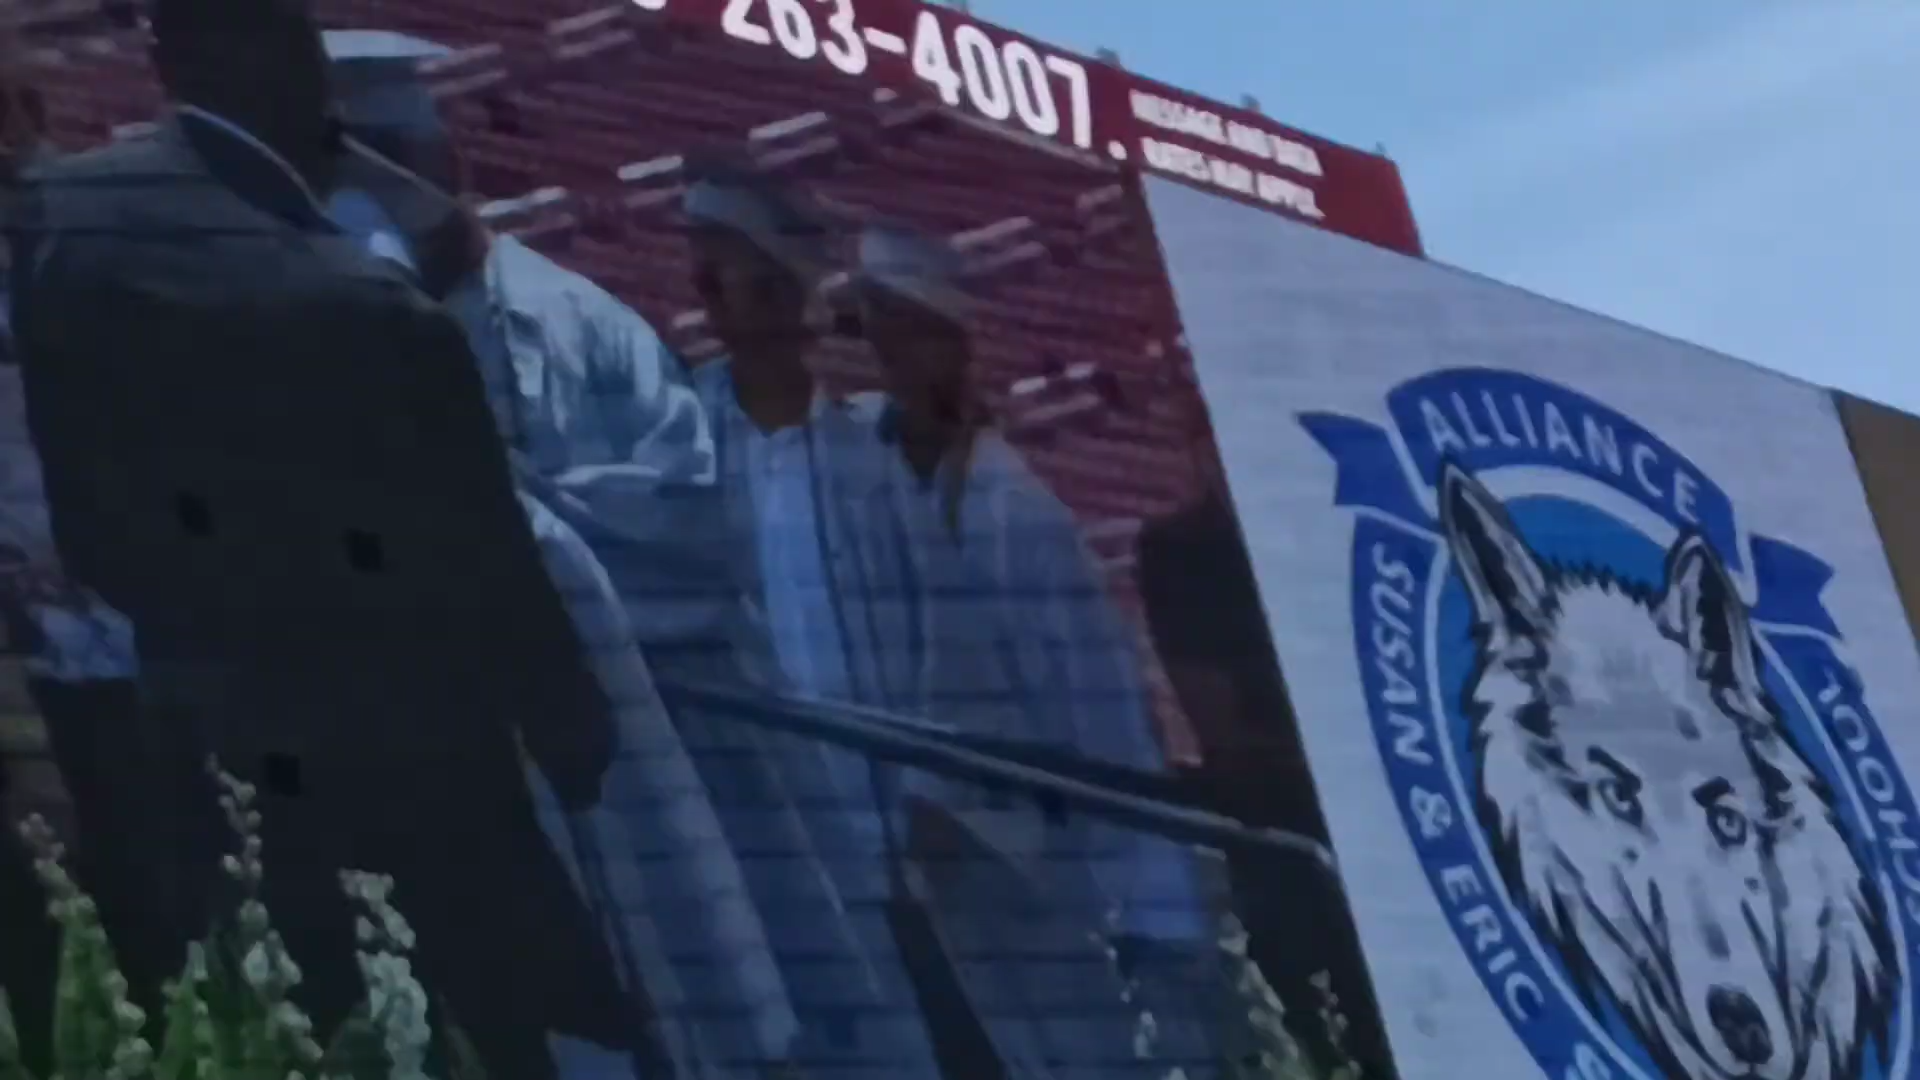 263-4007.
MESSAGE AND DATA
RATES MAY APPLY.
ALLIANCE
SUSAN & ERIC S
SCHOOL